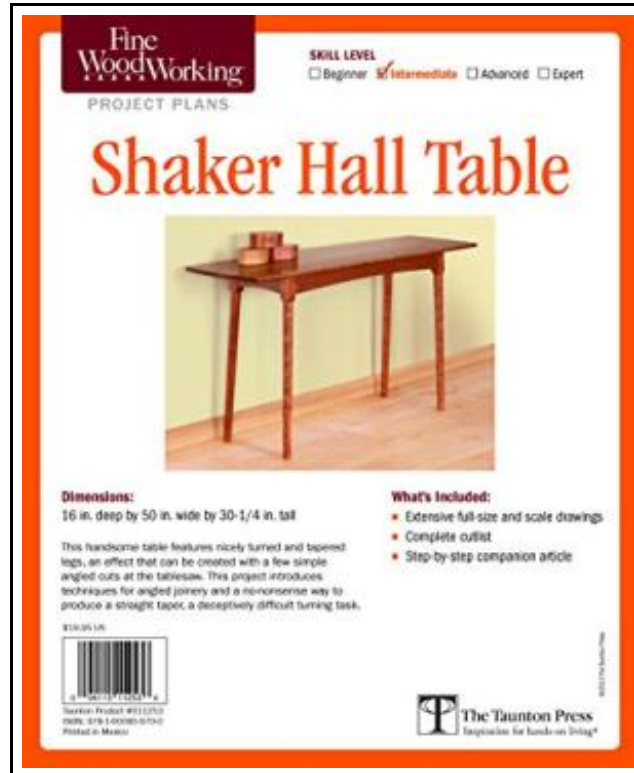 Fine
WoodWorking
PROJECT PLANS
SKILL LEVEL
Beginner Intermediate Advanced Expert
Shaker Hall Table
Dimensions:
16 in. deep by 50 in. wide by 30-1/4 in. tall
This handsome table features nicely turned and tapered
legs, an effect that can be created with a few simple
angled cuts at the tablesaw. This project introduces
techniques for angled joinery and a no-nonsense way to
produce a straight taper, a deceptively difficult turning task.
What's Included:
Extensive full-size and scale drawings
Complete cutlist
Step-by-step companion article
Taunton Product
Printed in Mexico
The Taunton Press
Inspiration for hands-on living®